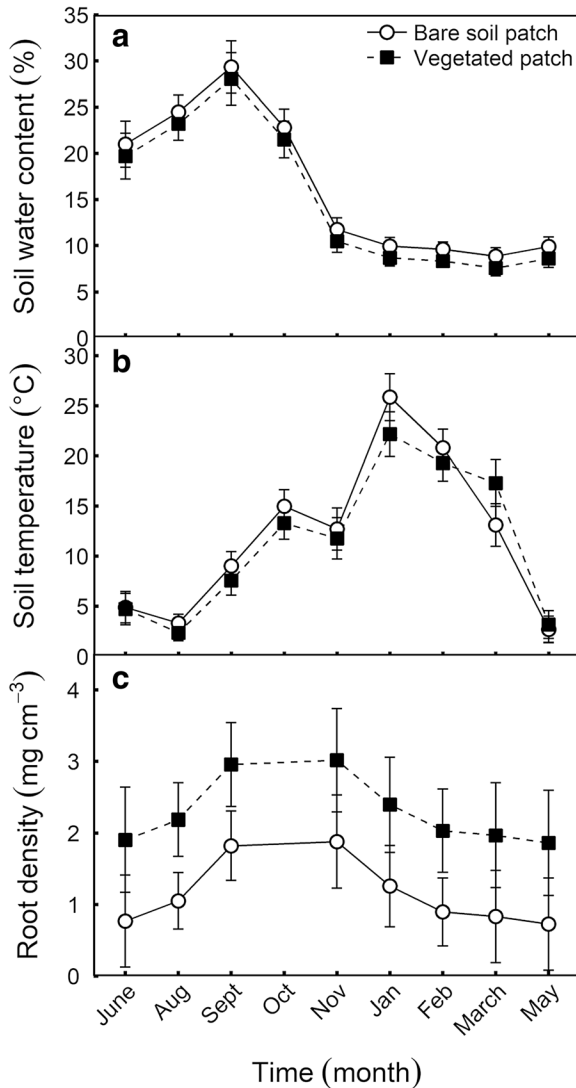 a
Bare soil patch
Vegetated patch
Soil water content (%)
35
30
25
20
15
10
5
0
b
Soil temperature (°C)
30
25
20
15
10
5
0
c
Root density (mg cm⁻³)
4
3
2
1
0
June
Aug
Sept
Oct
Nov
Jan
Feb
March
May
Time (month)